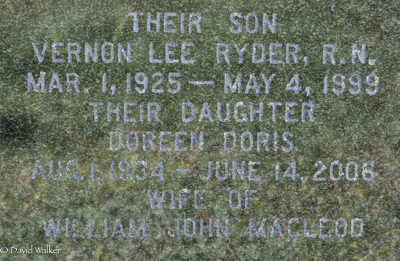 THEIR SON
VERNON LEE RYDER, R.N.
MAR. 1, 1925 — MAY 4, 1999
THEIR DAUGHTER
DOREEN DORIS
AUG. 1, 1934 — JUNE 14, 2006
WIFE OF
WILLIAM JOHN MACLEOD
© David Walker